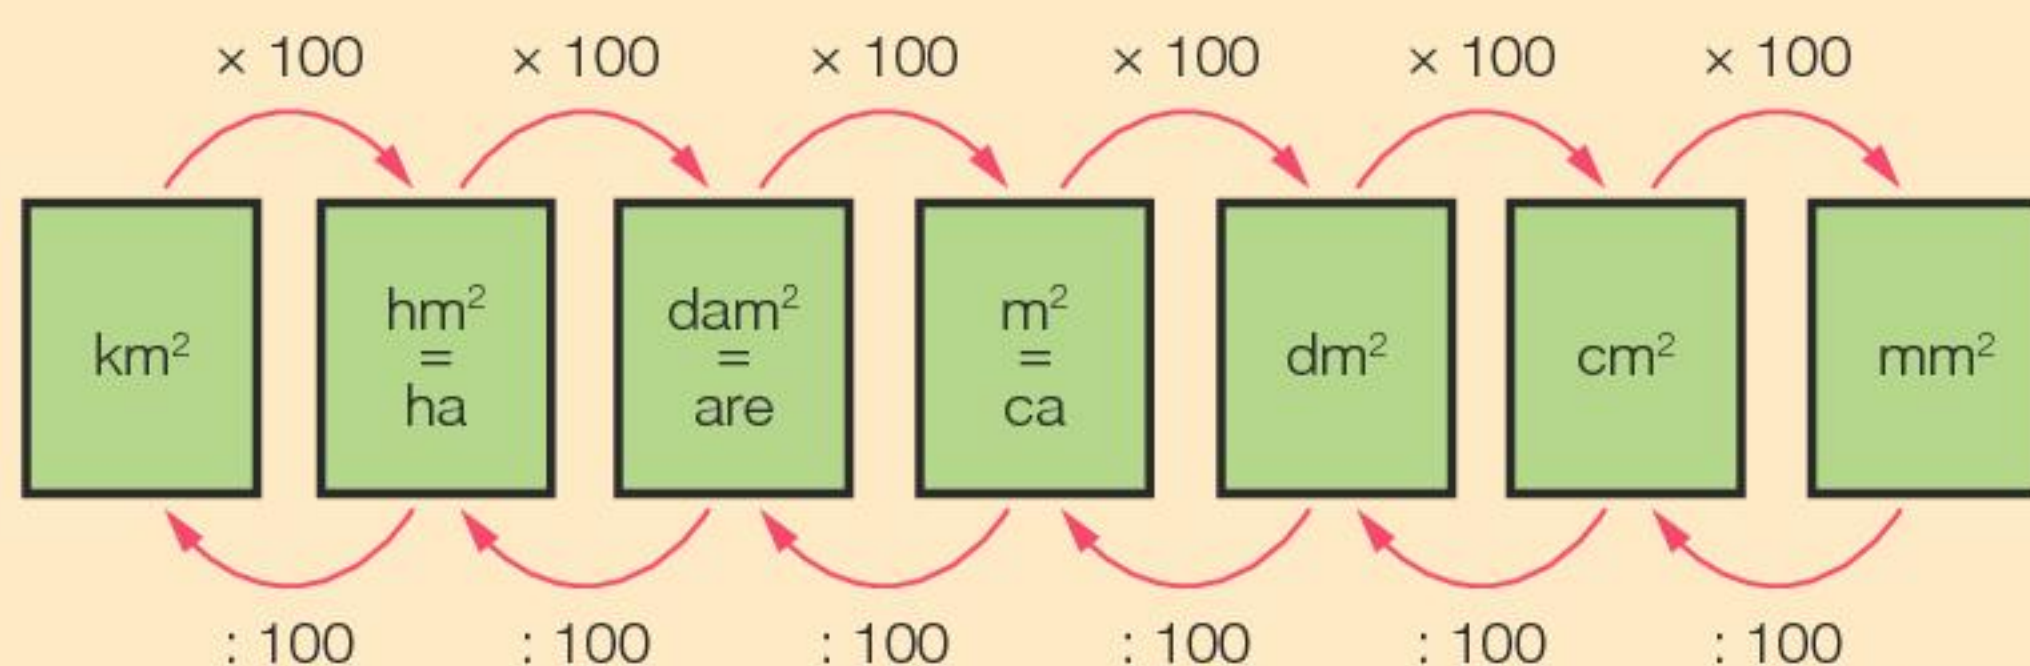 × 100 × 100 × 100 × 100 × 100 × 100
km²
hm²
=
ha
dam²
=
are
m²
=
ca
dm²
cm²
mm²
: 100 : 100 : 100 : 100 : 100 : 100